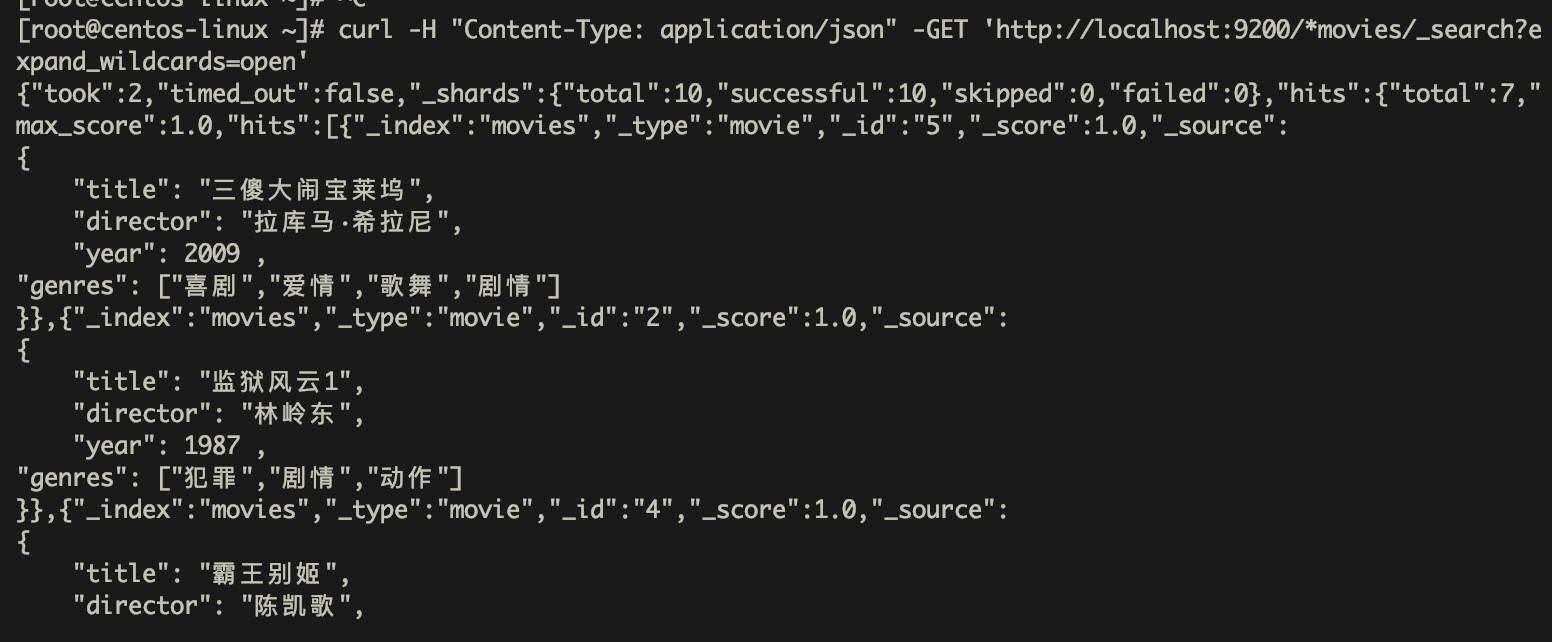 [root@centos-linux ~]# ^C
[root@centos-linux ~]# curl -H "Content-Type: application/json" -GET 'http://localhost:9200/*movies/_search?e
xpand_wildcards=open'
{"took":2,"timed_out":false,"_shards":{"total":10,"successful":10,"skipped":0,"failed":0},"hits":{"total":7,"
max_score":1.0,"hits":[{"_index":"movies","_type":"movie","_id":"5","_score":1.0,"_source":
{
    "title": "三傻大闹宝莱坞",
    "director": "拉库马·希拉尼",
    "year": 2009 ,
"genres": ["喜剧","爱情","歌舞","剧情"]
}},{"_index":"movies","_type":"movie","_id":"2","_score":1.0,"_source":
{
    "title": "监狱风云1",
    "director": "林岭东",
    "year": 1987 ,
"genres": ["犯罪","剧情","动作"]
}},{"_index":"movies","_type":"movie","_id":"4","_score":1.0,"_source":
{
    "title": "霸王别姬",
    "director": "陈凯歌",